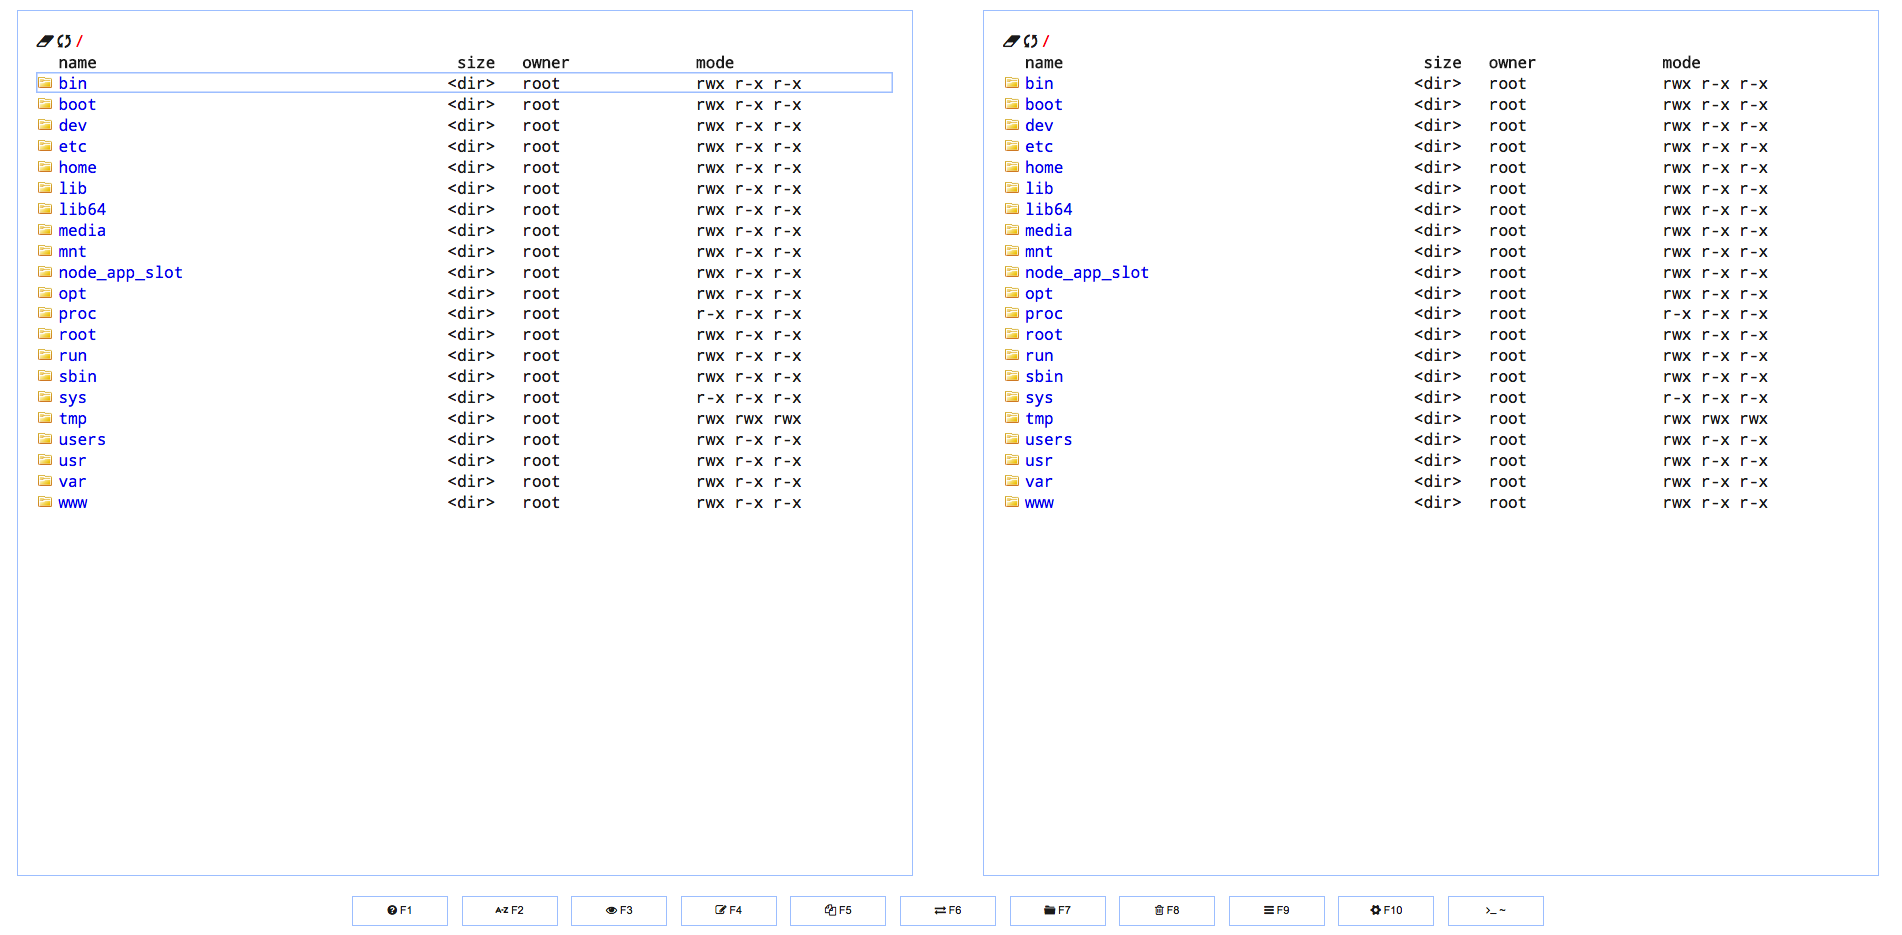 /
name size owner mode
bin <dir> root rwx r-x r-x
boot <dir> root rwx r-x r-x
dev <dir> root rwx r-x r-x
etc <dir> root rwx r-x r-x
home <dir> root rwx r-x r-x
lib <dir> root rwx r-x r-x
lib64 <dir> root rwx r-x r-x
media <dir> root rwx r-x r-x
mnt <dir> root rwx r-x r-x
node_app_slot <dir> root rwx r-x r-x
opt <dir> root rwx r-x r-x
proc <dir> root r-x r-x r-x
root <dir> root rwx r-x r-x
run <dir> root rwx r-x r-x
sbin <dir> root rwx r-x r-x
sys <dir> root r-x r-x r-x
tmp <dir> root rwx rwx rwx
users <dir> root rwx r-x r-x
usr <dir> root rwx r-x r-x
var <dir> root rwx r-x r-x
www <dir> root rwx r-x r-x
/
name size owner mode
bin <dir> root rwx r-x r-x
boot <dir> root rwx r-x r-x
dev <dir> root rwx r-x r-x
etc <dir> root rwx r-x r-x
home <dir> root rwx r-x r-x
lib <dir> root rwx r-x r-x
lib64 <dir> root rwx r-x r-x
media <dir> root rwx r-x r-x
mnt <dir> root rwx r-x r-x
node_app_slot <dir> root rwx r-x r-x
opt <dir> root rwx r-x r-x
proc <dir> root r-x r-x r-x
root <dir> root rwx r-x r-x
run <dir> root rwx r-x r-x
sbin <dir> root rwx r-x r-x
sys <dir> root r-x r-x r-x
tmp <dir> root rwx rwx rwx
users <dir> root rwx r-x r-x
usr <dir> root rwx r-x r-x
var <dir> root rwx r-x r-x
www <dir> root rwx r-x r-x
F1 A-Z F2 F3 F4 F5 F6 F7 F8 F9 F10 >_ ~